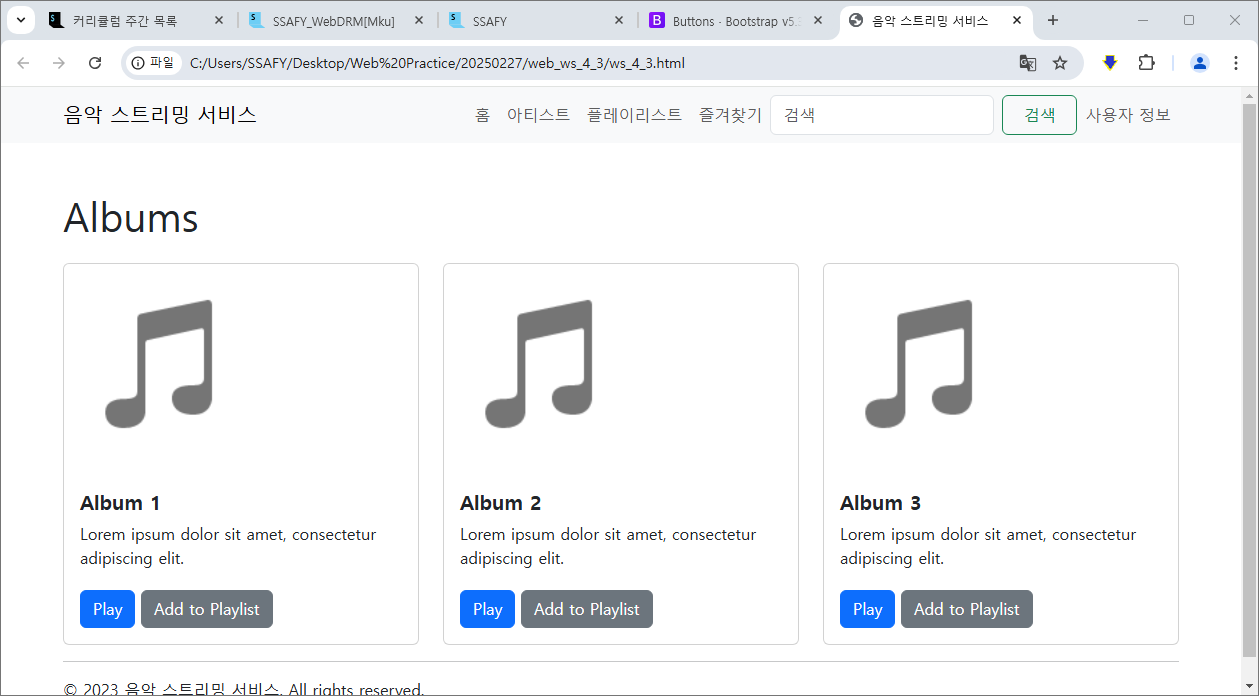 커리큘럼 주간 목록
SSAFY_WebDRM[Mku]
SSAFY
Buttons · Bootstrap v5
음악 스트리밍 서비스
파일 C:/Users/SSAFY/Desktop/Web%20Practice/20250227/web_ws_4_3/ws_4_3.html
음악 스트리밍 서비스 홈 아티스트 플레이리스트 즐겨찾기 검색 검색 사용자 정보
Albums
Album 1
Lorem ipsum dolor sit amet, consectetur
adipiscing elit.
Play Add to Playlist
Album 2
Lorem ipsum dolor sit amet, consectetur
adipiscing elit.
Play Add to Playlist
Album 3
Lorem ipsum dolor sit amet, consectetur
adipiscing elit.
Play Add to Playlist
© 2023 음악 스트리밍 서비스. All rights reserved.